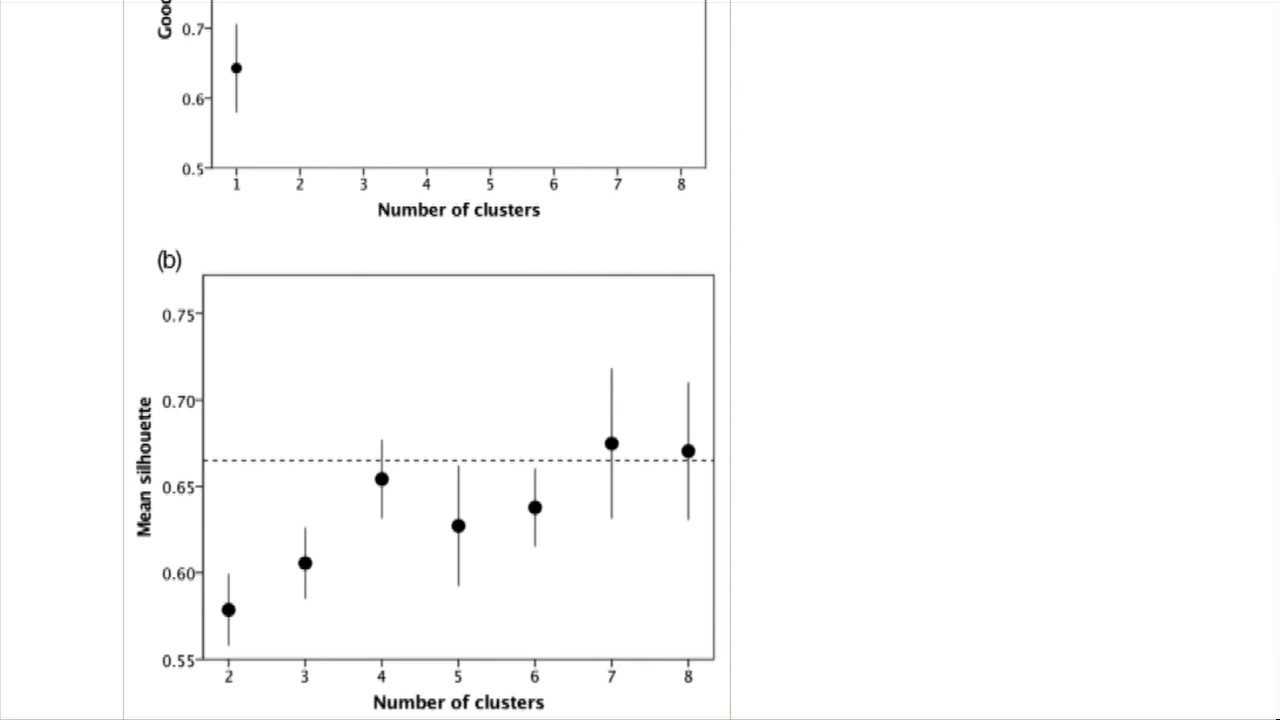 0.7
0.6
0.5
1 2 3 4 5 6 7 8
Number of clusters
(b)
0.75
0.70
0.65
0.60
0.55
Mean silhouette
2 3 4 5 6 7 8
Number of clusters